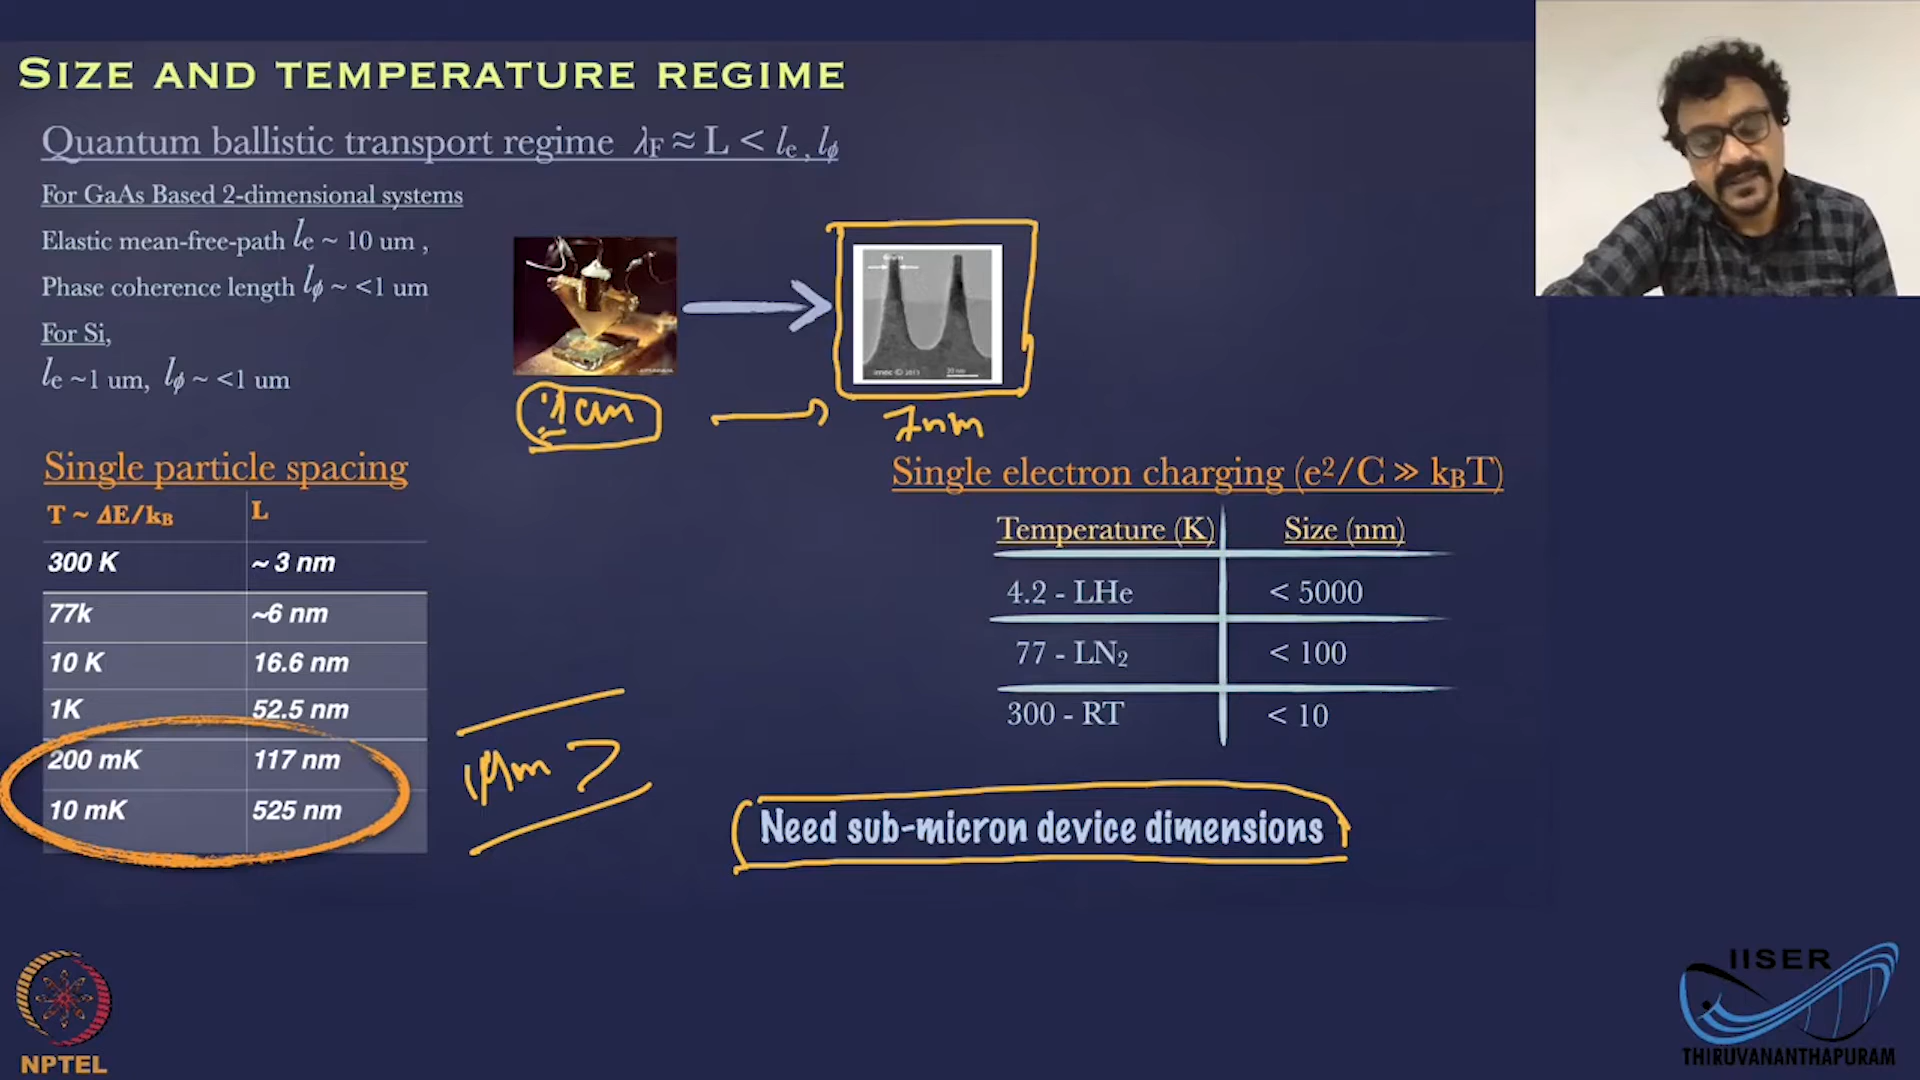 SIZE AND TEMPERATURE REGIME
Quantum ballistic transport regime λF ≈ L < le , lϕ
For GaAs Based 2-dimensional systems
Elastic mean-free-path le ~ 10 um ,
Phase coherence length lϕ ~ <1 um
For Si,
le ~1 um, lϕ ~ <1 um
imec © 2013
20 nm
1 cm
7nm
Single particle spacing
T ~ ΔE/kB L
300 K ~ 3 nm
77k ~6 nm
10 K 16.6 nm
1K 52.5 nm
200 mK 117 nm
10 mK 525 nm
1μm >
Single electron charging (e²/C ≫ kBT)
Temperature (K) Size (nm)
4.2 - LHe < 5000
77 - LN2 < 100
300 - RT < 10
Need sub-micron device dimensions
NPTEL
IISER
THIRUVANANTHAPURAM